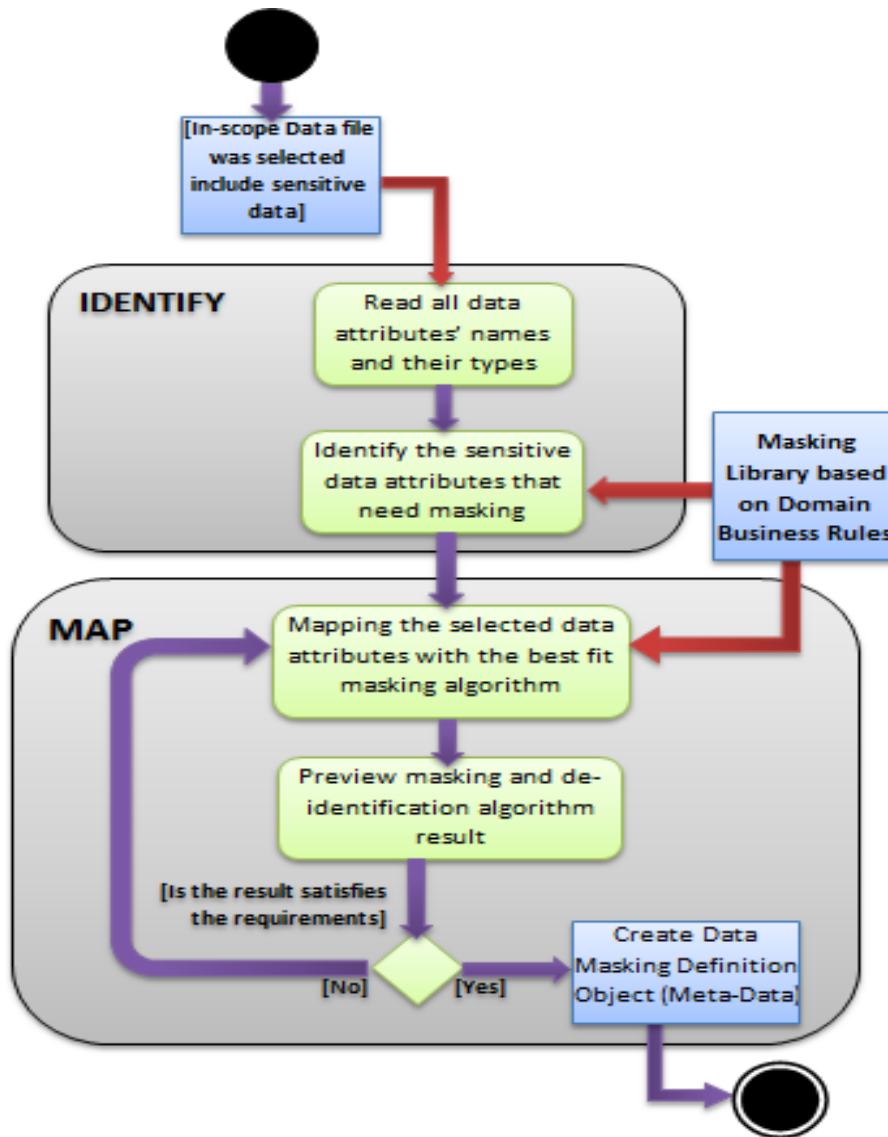 [In-scope Data file
was selected
include sensitive
data]
IDENTIFY
Read all data
attributes’ names
and their types
Identify the sensitive
data attributes that
need masking
Masking
Library based
on Domain
Business Rules
MAP
Mapping the selected data
attributes with the best fit
masking algorithm
Preview masking and de-
identification algorithm
result
[Is the result satisfies
the requirements]
[No]
[Yes]
Create Data
Masking Definition
Object (Meta-Data)